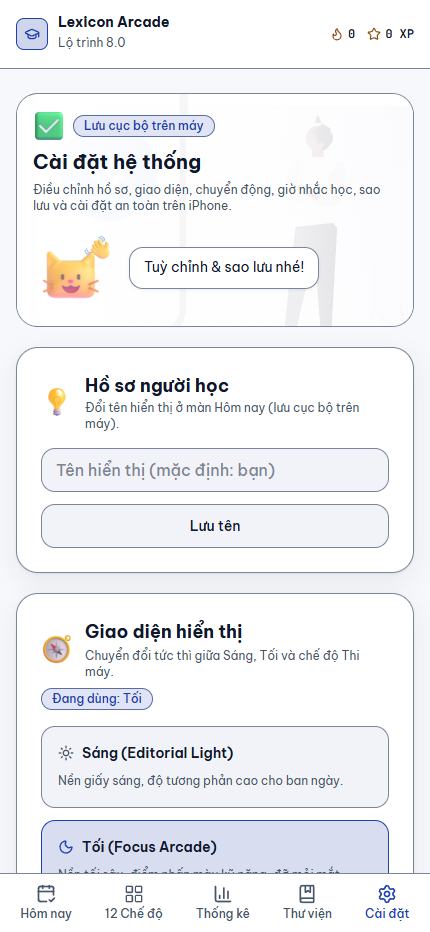 Lexicon Arcade
Lộ trình 8.0
0
0 XP
Lưu cục bộ trên máy
Cài đặt hệ thống
Điều chỉnh hồ sơ, giao diện, chuyển động, giờ nhắc học, sao
lưu và cài đặt an toàn trên iPhone.
Tuỳ chỉnh & sao lưu nhé!
Hồ sơ người học
Đổi tên hiển thị ở màn Hôm nay (lưu cục bộ trên
máy).
Tên hiển thị (mặc định: bạn)
Lưu tên
Giao diện hiển thị
Chuyển đổi tức thì giữa Sáng, Tối và chế độ Thi
máy.
Đang dùng: Tối
Sáng (Editorial Light)
Nền giấy sáng, độ tương phản cao cho ban ngày.
Tối (Focus Arcade)
Hôm nay
12 Chế độ
Thống kê
Thư viện
Cài đặt